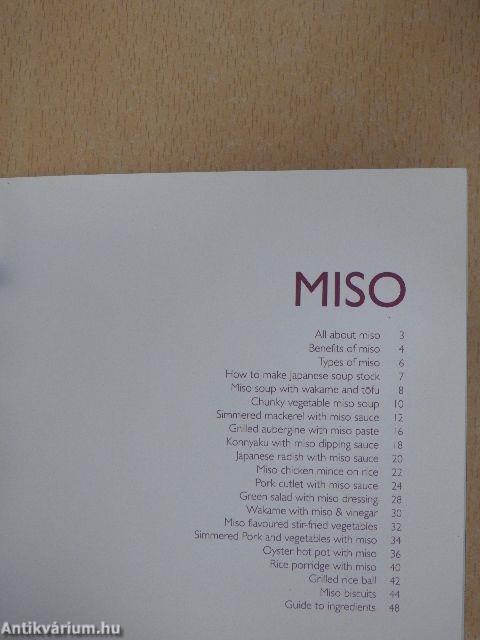 MISO
All about miso 3
Benefits of miso 4
Types of miso 6
How to make Japanese soup stock 7
Miso soup with wakame and tōfu 8
Chunky vegetable miso soup 10
Simmered mackerel with miso sauce 12
Grilled aubergine with miso paste 16
Konnyaku with miso dipping sauce 18
Japanese radish with miso sauce 20
Miso chicken mince on rice 22
Pork cutlet with miso sauce 24
Green salad with miso dressing 28
Wakame with miso & vinegar 30
Miso flavoured stir-fried vegetables 32
Simmered Pork and vegetables with miso 34
Oyster hot pot with miso 36
Rice porridge with miso 40
Grilled rice ball 42
Miso biscuits 44
Guide to ingredients 48
Antikvárium.hu